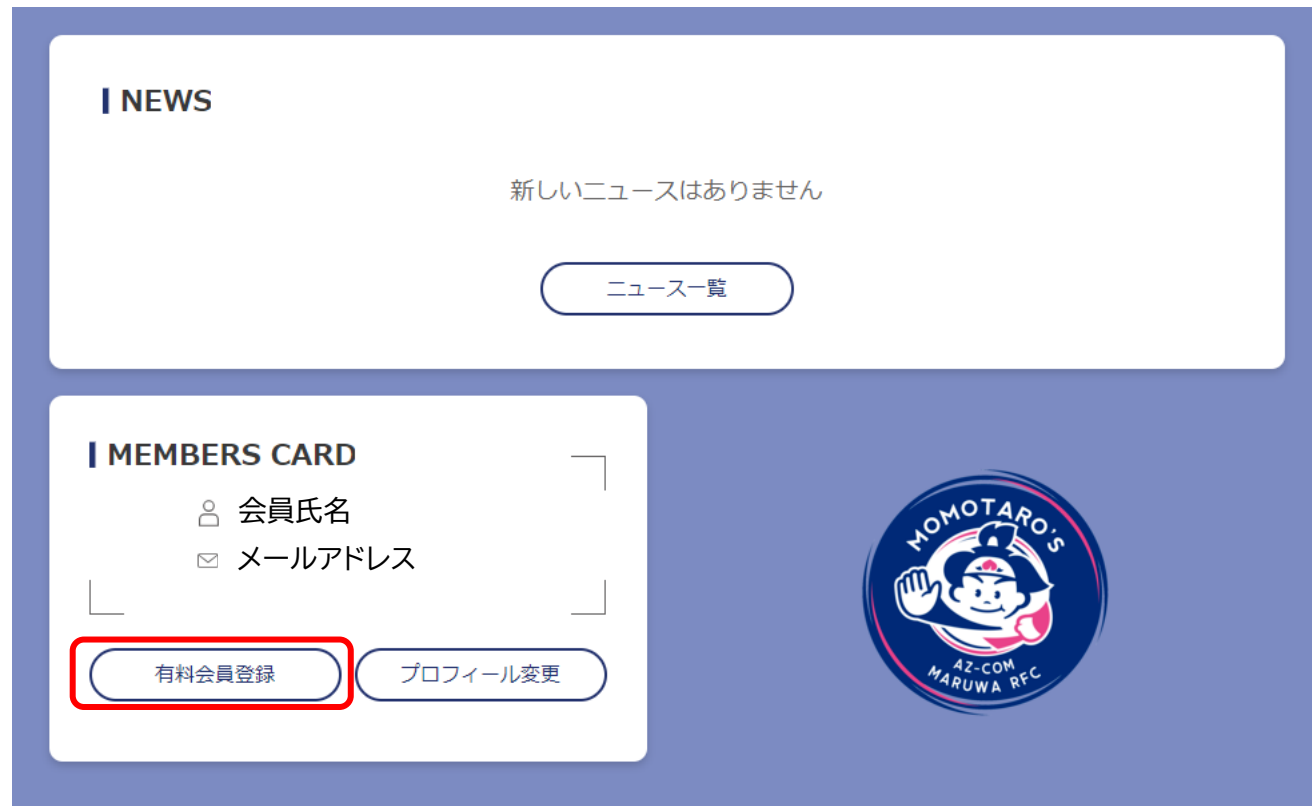 NEWS
新しいニュースはありません
ニュース一覧
MEMBERS CARD
会員氏名
メールアドレス
有料会員登録
プロフィール変更
MOMOTARO'S
AZ-COM
MARUWA RFC